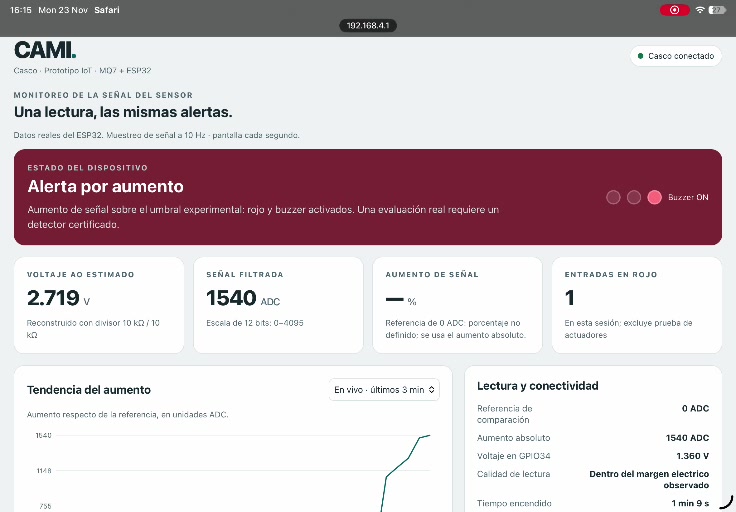 16:15 Mon 23 Nov Safari
27
192.168.4.1
CAMI.
Casco · Prototipo IoT · MQ7 + ESP32
Casco conectado
MONITOREO DE LA SEÑAL DEL SENSOR
Una lectura, las mismas alertas.
Datos reales del ESP32. Muestreo de señal a 10 Hz · pantalla cada segundo.
ESTADO DEL DISPOSITIVO
Alerta por aumento
Aumento de señal sobre el umbral experimental: rojo y buzzer activados. Una evaluación real requiere un
detector certificado.
Buzzer ON
VOLTAJE AO ESTIMADO
2.719 V
Reconstruido con divisor 10 kΩ / 10
kΩ
SEÑAL FILTRADA
1540 ADC
Escala de 12 bits: 0–4095
AUMENTO DE SEÑAL
— %
Referencia de 0 ADC: porcentaje no
definido; se usa el aumento absoluto.
ENTRADAS EN ROJO
1
En esta sesión; excluye prueba de
actuadores
Tendencia del aumento
En vivo · últimos 3 min
Aumento respecto de la referencia, en unidades ADC.
1540
1146
755
Lectura y conectividad
Referencia de
comparación
0 ADC
Aumento absoluto
1540 ADC
Voltaje en GPIO34
1.360 V
Calidad de lectura
Dentro del margen electrico
observado
Tiempo encendido
1 min 9 s